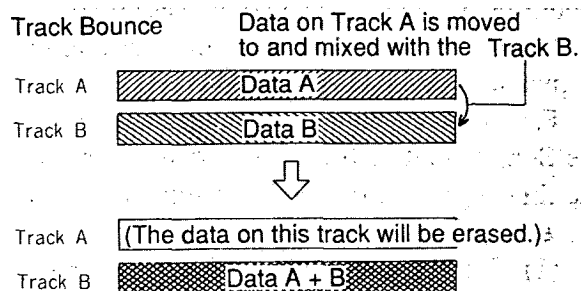 Track Bounce
Data on Track A is moved
to and mixed with the Track B.
Track A Data A
Track B Data B
Track A (The data on this track will be erased.)
Track B Data A + B